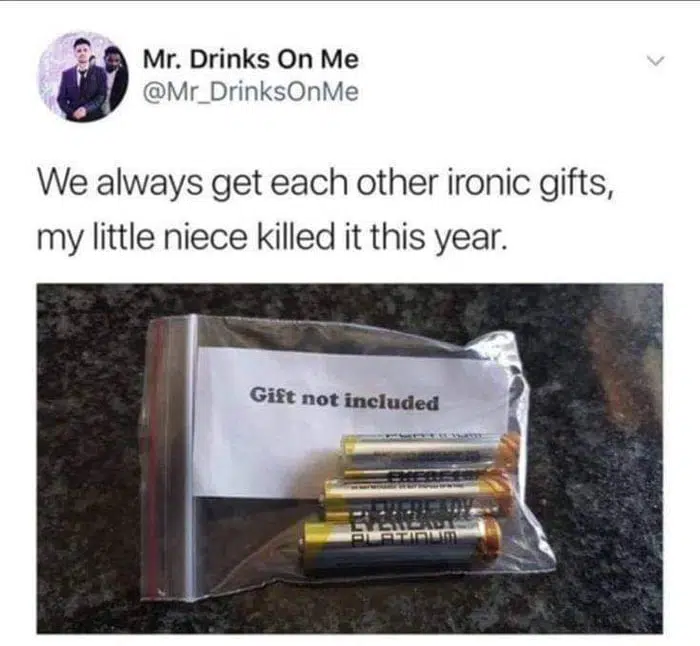 Mr. Drinks On Me
@Mr_DrinksOnMe
We always get each other ironic gifts,
my little niece killed it this year.
Gift not included
PLATINUM